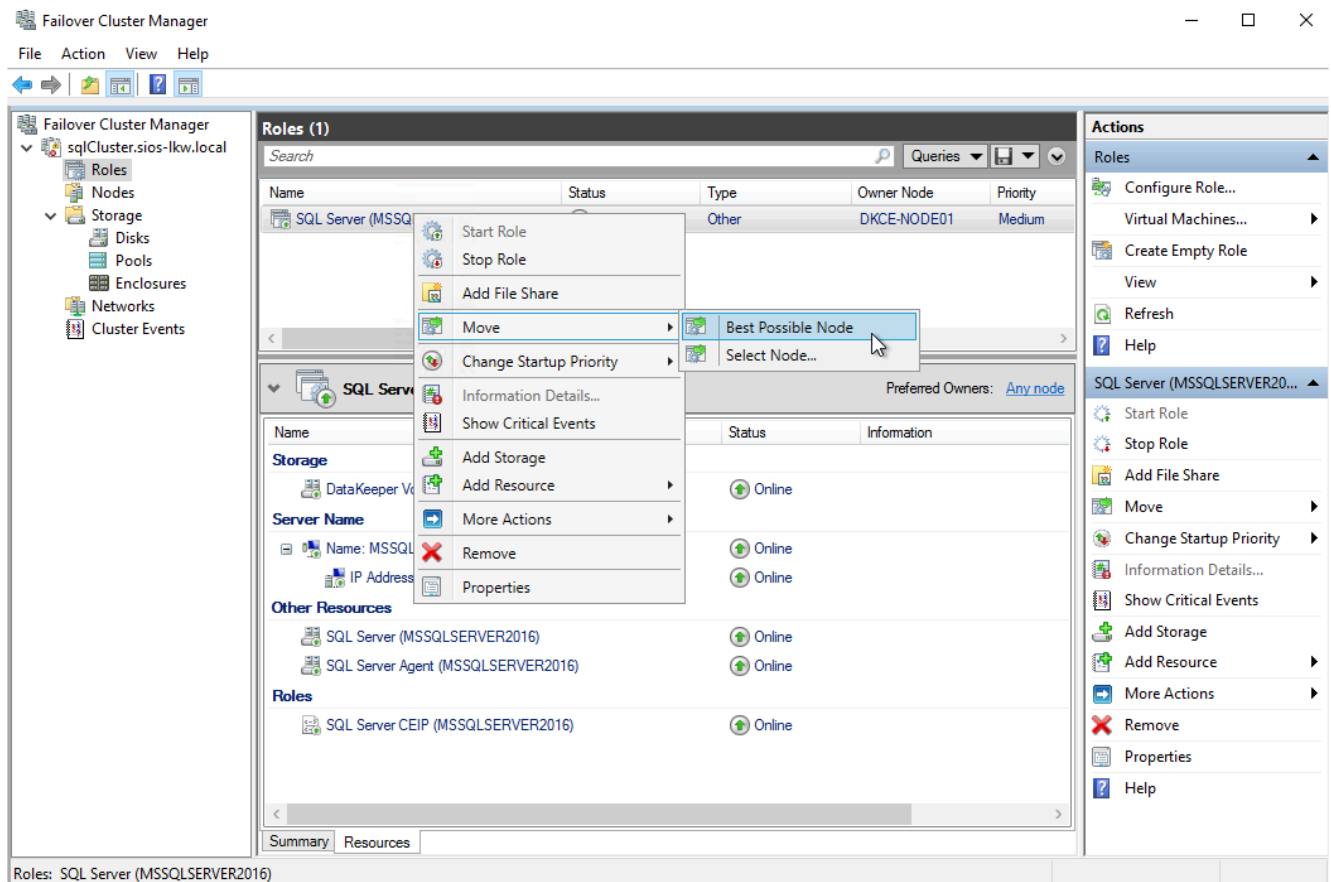 Failover Cluster Manager
File Action View Help
Failover Cluster Manager
sqlCluster.sios-lkw.local
Roles
Nodes
Storage
Disks
Pools
Enclosures
Networks
Cluster Events
Roles (1)
Search
Queries
Name Status Type Owner Node Priority
SQL Server (MSSQ Other DKCE-NODE01 Medium
Start Role
Stop Role
Add File Share
Move
Change Startup Priority
Information Details...
Show Critical Events
Add Storage
Add Resource
More Actions
Remove
Properties
Best Possible Node
Select Node...
SQL Serve Preferred Owners: Any node
Name Status Information
Storage
DataKeeper Vo Online
Server Name
Name: MSSQL Online
IP Address Online
Other Resources
SQL Server (MSSQLSERVER2016) Online
SQL Server Agent (MSSQLSERVER2016) Online
Roles
SQL Server CEIP (MSSQLSERVER2016) Online
Summary Resources
Actions
Roles
Configure Role...
Virtual Machines...
Create Empty Role
View
Refresh
Help
SQL Server (MSSQLSERVER20...
Start Role
Stop Role
Add File Share
Move
Change Startup Priority
Information Details...
Show Critical Events
Add Storage
Add Resource
More Actions
Remove
Properties
Help
Roles: SQL Server (MSSQLSERVER2016)